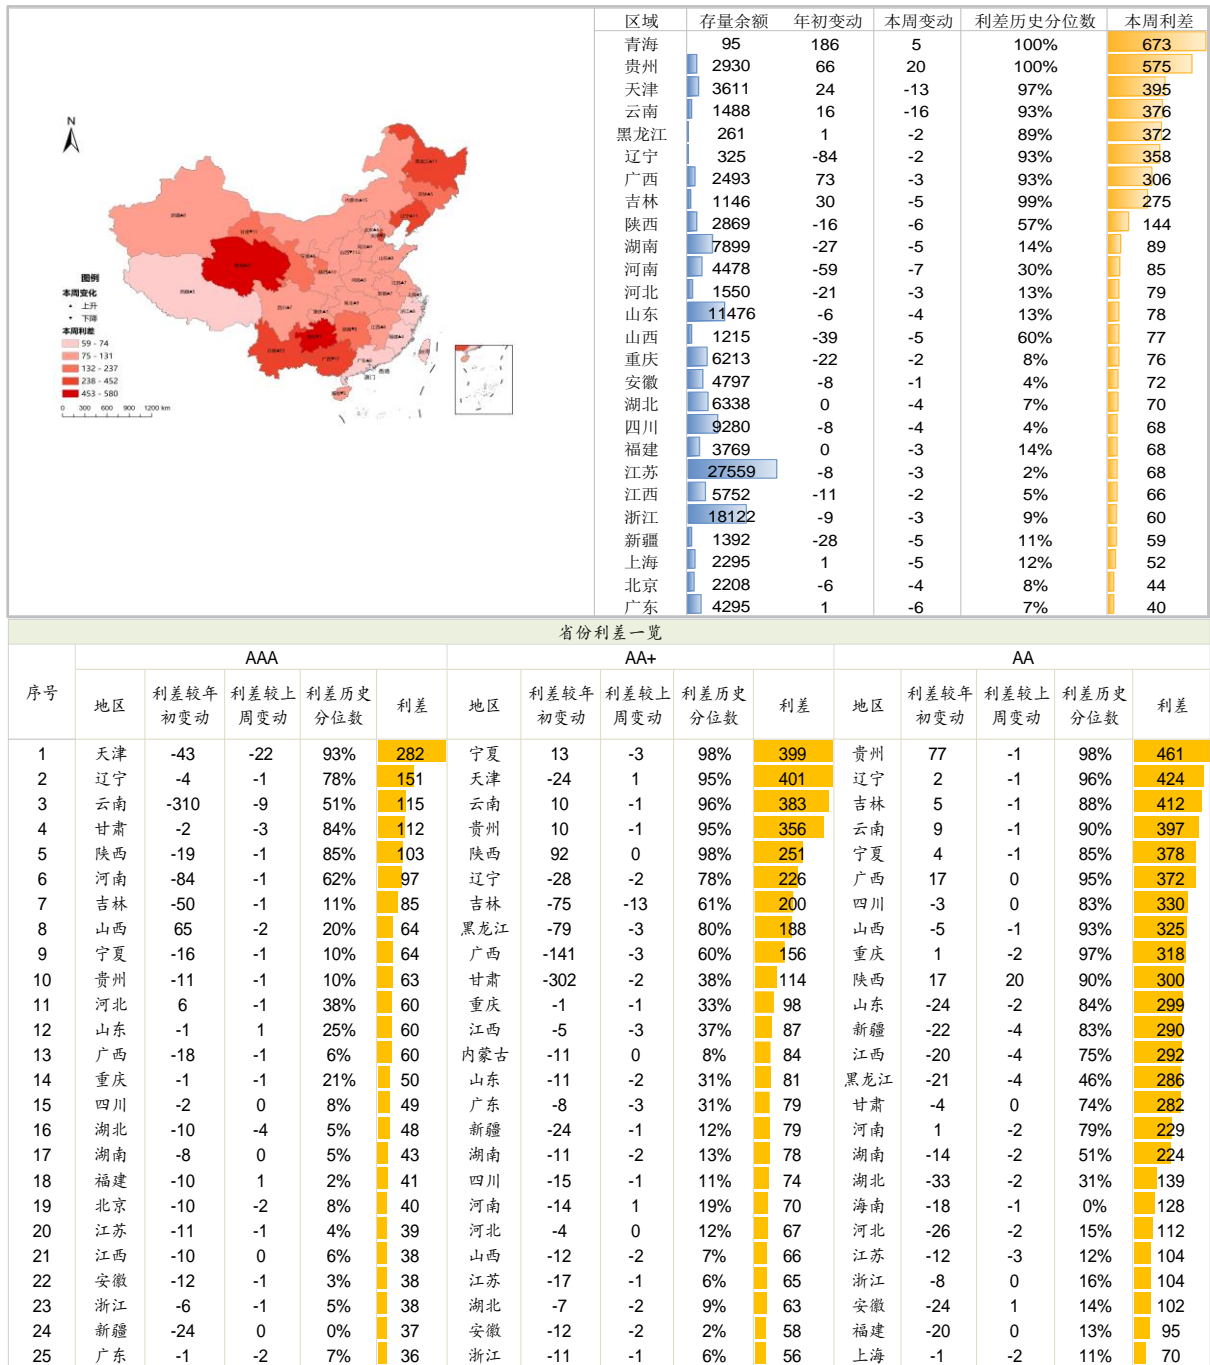 区域 存量余额 年初变动 本周变动 利差历史分位数 本周利差
青海 95 186 5 100% 673
贵州 2930 66 20 100% 575
天津 3611 24 -13 97% 395
云南 1488 16 -16 93% 376
黑龙江 261 1 -2 89% 372
辽宁 325 -84 -2 93% 358
广西 2493 73 -3 93% 306
吉林 1146 30 -5 99% 275
陕西 2869 -16 -6 57% 144
湖南 7899 -27 -5 14% 89
河南 4478 -59 -7 30% 85
河北 1550 -21 -3 13% 79
山东 11476 -6 -4 13% 78
山西 1215 -39 -5 60% 77
重庆 6213 -22 -2 8% 76
安徽 4797 -8 -1 4% 72
湖北 6338 0 -4 7% 70
四川 9280 -8 -4 4% 68
福建 3769 0 -3 14% 68
江苏 27559 -8 -3 2% 68
江西 5752 -11 -2 5% 66
浙江 18122 -9 -3 9% 60
新疆 1392 -28 -5 11% 59
上海 2295 1 -5 12% 52
北京 2208 -6 -4 8% 44
广东 4295 1 -6 7% 40
N
图例
本周变化
上升
下降
本周利差
59 - 74
75 - 131
132 - 237
238 - 452
453 - 580
0 300 600 900 1200 km
省份利差一览
AAA AA+ AA
序号 地区 利差较年初变动 利差较上周变动 利差历史分位数 利差 地区 利差较年初变动 利差较上周变动 利差历史分位数 利差 地区 利差较年初变动 利差较上周变动 利差历史分位数 利差
1 天津 -43 -22 93% 282 宁夏 13 -3 98% 399 贵州 77 -1 98% 461
2 辽宁 -4 -1 78% 151 天津 -24 1 95% 401 辽宁 2 -1 96% 424
3 云南 -310 -9 51% 115 云南 10 -1 96% 383 吉林 5 -1 88% 412
4 甘肃 -2 -3 84% 112 贵州 10 -1 95% 356 云南 9 -1 90% 397
5 陕西 -19 -1 85% 103 陕西 92 0 98% 251 宁夏 4 -1 85% 378
6 河南 -84 -1 62% 97 辽宁 -28 -2 78% 226 广西 17 0 95% 372
7 吉林 -50 -1 11% 85 吉林 -75 -13 61% 200 四川 -3 0 83% 330
8 山西 65 -2 20% 64 黑龙江 -79 -3 80% 188 山西 -5 -1 93% 325
9 宁夏 -16 -1 10% 64 广西 -141 -3 60% 156 重庆 1 -2 97% 318
10 贵州 -11 -1 10% 63 甘肃 -302 -2 38% 114 陕西 17 20 90% 300
11 河北 6 -1 38% 60 重庆 -1 -1 33% 98 山东 -24 -2 84% 299
12 山东 -1 1 25% 60 江西 -5 -3 37% 87 新疆 -22 -4 83% 290
13 广西 -18 -1 6% 60 内蒙古 -11 0 8% 84 江西 -20 -4 75% 292
14 重庆 -1 -1 21% 50 山东 -11 -2 31% 81 黑龙江 -21 -4 46% 286
15 四川 -2 0 8% 49 广东 -8 -3 31% 79 甘肃 -4 0 74% 282
16 湖北 -10 -4 5% 48 新疆 -24 -1 12% 79 河南 1 -2 79% 229
17 湖南 -8 0 5% 43 湖南 -11 -2 13% 78 湖南 -14 -2 51% 224
18 福建 -10 1 2% 41 四川 -15 -1 11% 74 湖北 -33 -2 31% 139
19 北京 -10 -2 8% 40 河南 -14 1 19% 70 海南 -18 -1 0% 128
20 江苏 -11 -1 4% 39 河北 -4 0 12% 67 河北 -26 -2 15% 112
21 江西 -10 0 6% 38 山西 -12 -2 7% 66 江苏 -12 -3 12% 104
22 安徽 -12 -1 3% 38 江苏 -17 -1 6% 65 浙江 -8 0 16% 104
23 浙江 -6 -1 5% 38 湖北 -7 -2 9% 63 安徽 -24 1 14% 102
24 新疆 -24 0 0% 37 安徽 -12 -2 2% 58 福建 -20 0 13% 95
25 广东 -1 -2 7% 36 浙江 -11 -1 6% 56 上海 -1 -2 11% 70